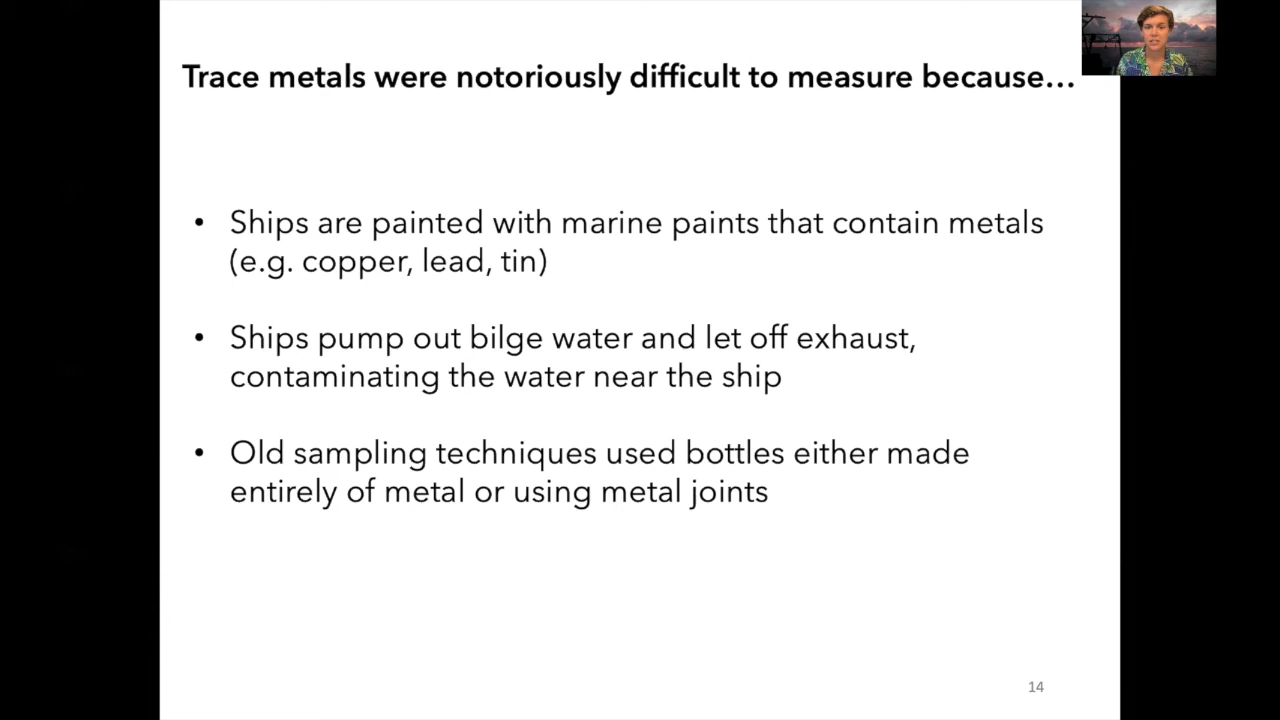 Trace metals were notoriously difficult to measure because…
• Ships are painted with marine paints that contain metals
(e.g. copper, lead, tin)
• Ships pump out bilge water and let off exhaust,
contaminating the water near the ship
• Old sampling techniques used bottles either made
entirely of metal or using metal joints
14